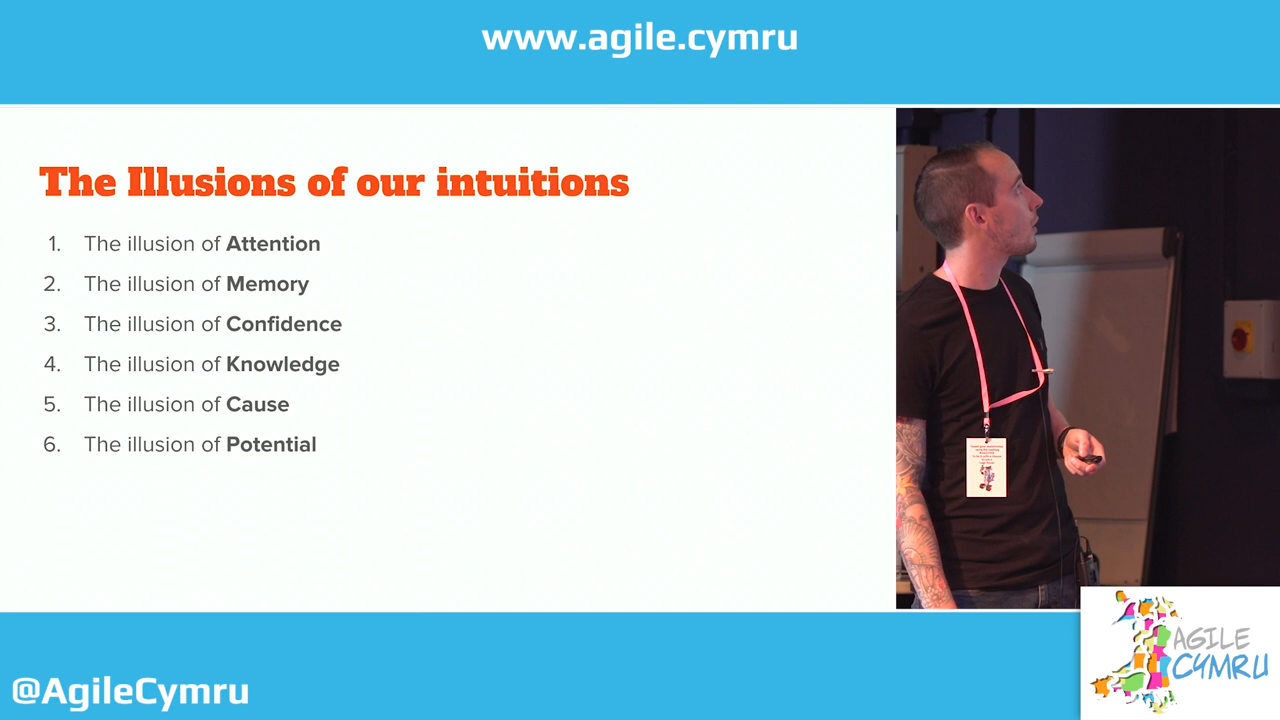 www.agile.cymru
The Illusions of our intuitions
1. The illusion of Attention
2. The illusion of Memory
3. The illusion of Confidence
4. The illusion of Knowledge
5. The illusion of Cause
6. The illusion of Potential
@AgileCymru
AGILE
CYMRU